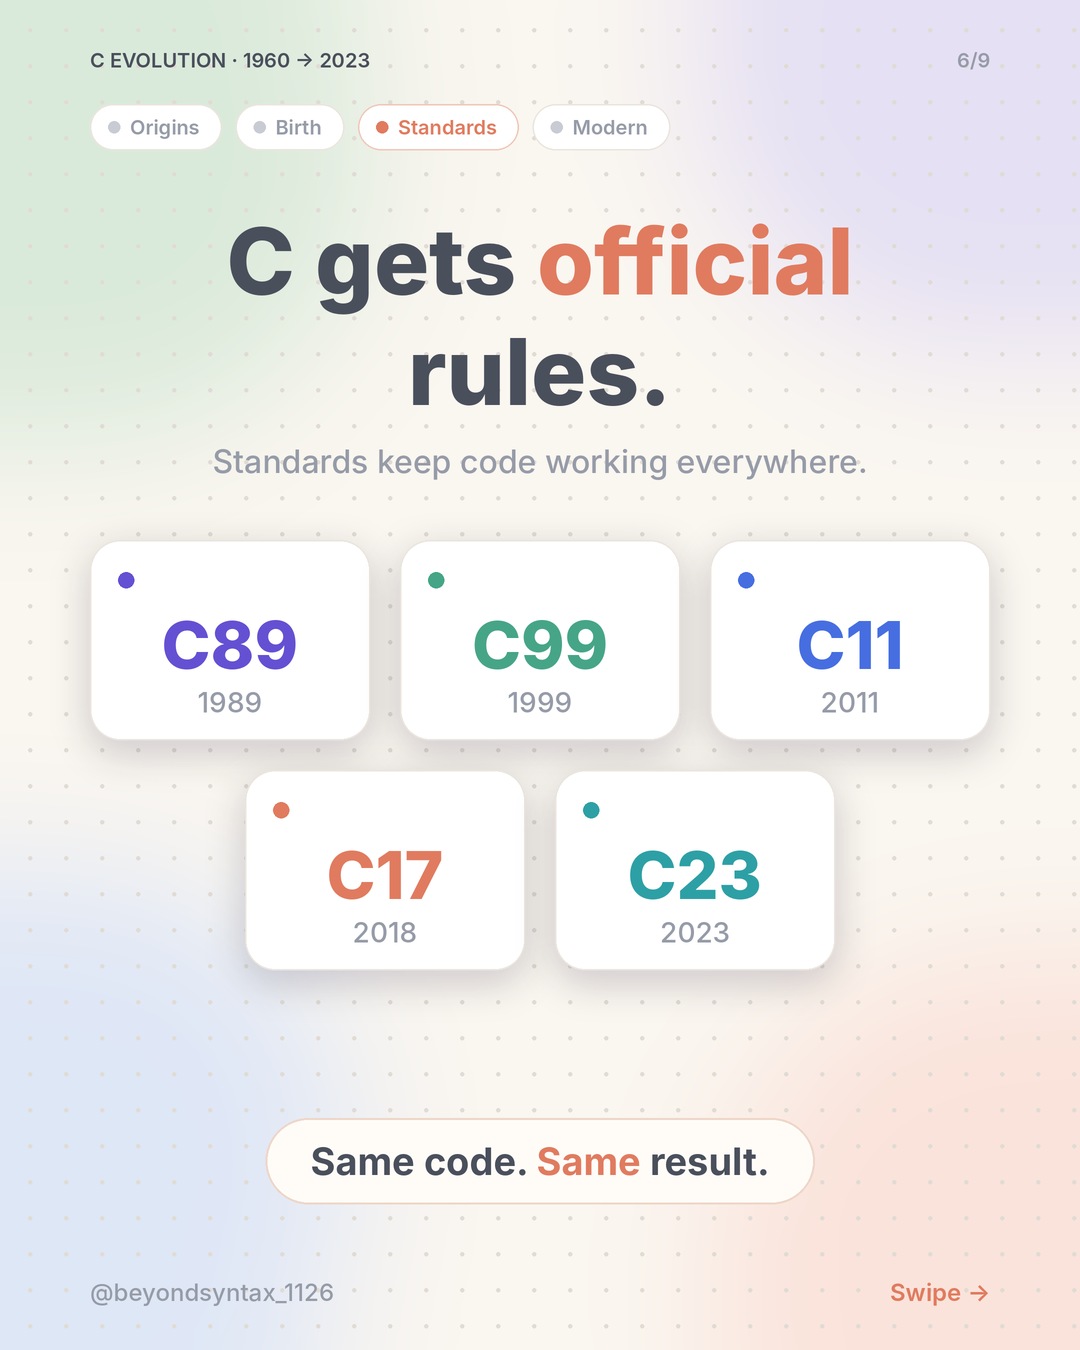 C EVOLUTION · 1960 → 2023
6/9
Origins
Birth
Standards
Modern
C gets official
rules.
Standards keep code working everywhere.
C89
1989
C99
1999
C11
2011
C17
2018
C23
2023
Same code. Same result.
@beyondsyntax_1126
Swipe →